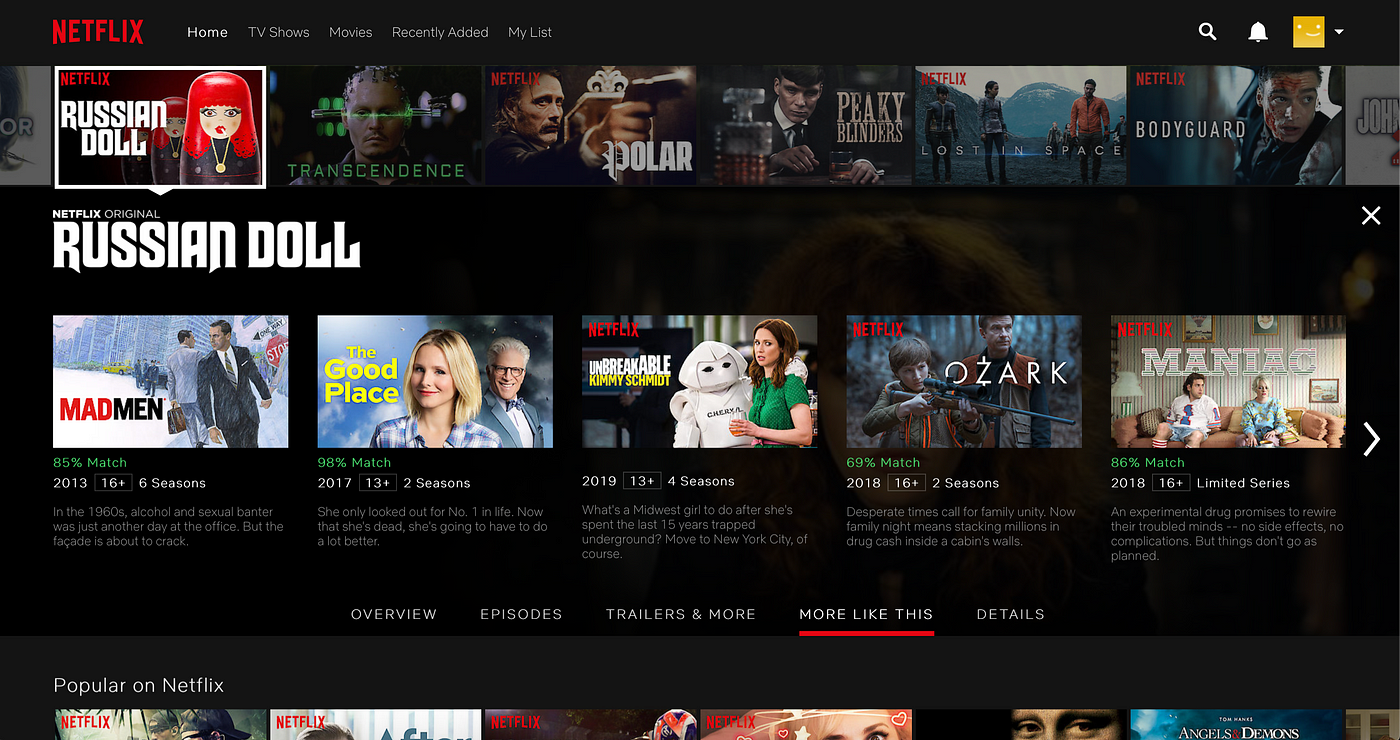 NETFLIX
Home TV Shows Movies Recently Added My List
OR
NETFLIX
RUSSIAN
DOLL
TRANSCENDENCE
NETFLIX
POLAR
PEAKY
BLINDERS
NETFLIX
LOST IN SPACE
NETFLIX
BODYGUARD
NETFLIX ORIGINAL
RUSSIAN DOLL
ONE WAY
STOP
MADMEN
The
Good
Place
NETFLIX
UNBREAKABLE
KIMMY SCHMIDT
CHERYL
NETFLIX
OZARK
NETFLIX
MANIAC
85% Match
2013 16+ 6 Seasons
In the 1960s, alcohol and sexual banter
was just another day at the office. But the
façade is about to crack.
98% Match
2017 13+ 2 Seasons
She only looked out for No. 1 in life. Now
that she's dead, she's going to have to do
a lot better.
2019 13+ 4 Seasons
What's a Midwest girl to do after she's
spent the last 15 years trapped
underground? Move to New York City, of
course.
69% Match
2018 16+ 2 Seasons
Desperate times call for family unity. Now
family night means stacking millions in
drug cash inside a cabin's walls.
86% Match
2018 16+ Limited Series
An experimental drug promises to rewire
their troubled minds -- no side effects, no
complications. But things don't go as
planned.
OVERVIEW EPISODES TRAILERS & MORE MORE LIKE THIS DETAILS
Popular on Netflix
NETFLIX
NETFLIX
After
NETFLIX
NETFLIX
TOM HANKS
ANGELS & DEMONS